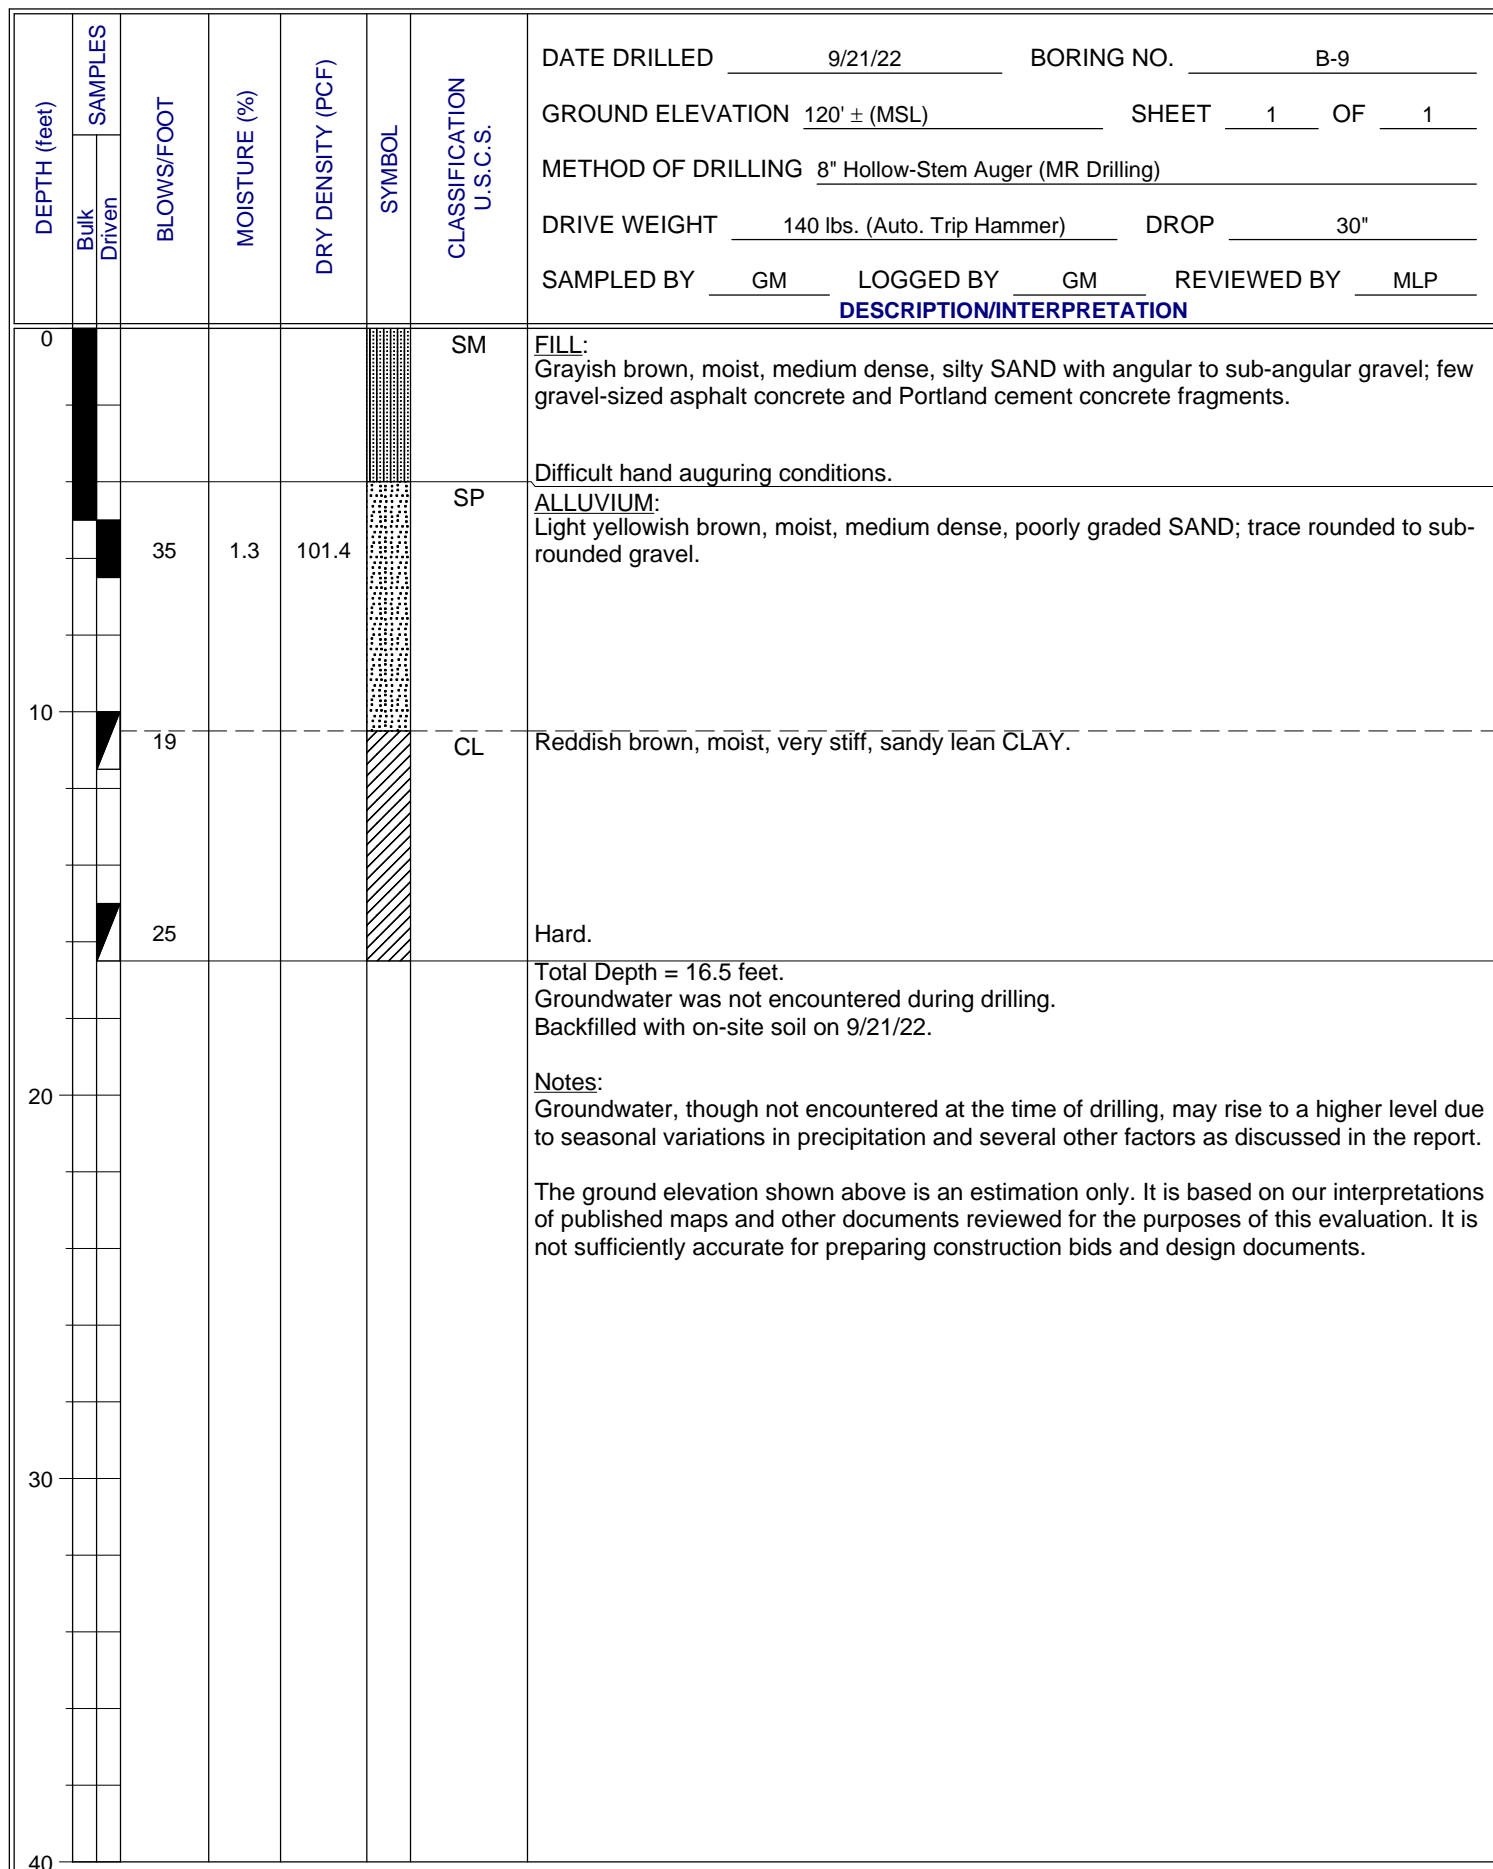 DEPTH (feet)
SAMPLES
Bulk
Driven
BLOWS/FOOT
MOISTURE (%)
DRY DENSITY (PCF)
SYMBOL
CLASSIFICATION
U.S.C.S.
DATE DRILLED 9/21/22 BORING NO. B-9
GROUND ELEVATION 120' ± (MSL) SHEET 1 OF 1
METHOD OF DRILLING 8" Hollow-Stem Auger (MR Drilling)
DRIVE WEIGHT 140 lbs. (Auto. Trip Hammer) DROP 30"
SAMPLED BY GM LOGGED BY GM REVIEWED BY MLP
DESCRIPTION/INTERPRETATION
0 SM FILL:
Grayish brown, moist, medium dense, silty SAND with angular to sub-angular gravel; few
gravel-sized asphalt concrete and Portland cement concrete fragments.
Difficult hand auguring conditions.
SP ALLUVIUM:
Light yellowish brown, moist, medium dense, poorly graded SAND; trace rounded to sub-
35 1.3 101.4 rounded gravel.
10
19 CL Reddish brown, moist, very stiff, sandy lean CLAY.
25 Hard.
Total Depth = 16.5 feet.
Groundwater was not encountered during drilling.
Backfilled with on-site soil on 9/21/22.
Notes:
20
Groundwater, though not encountered at the time of drilling, may rise to a higher level due
to seasonal variations in precipitation and several other factors as discussed in the report.
The ground elevation shown above is an estimation only. It is based on our interpretations
of published maps and other documents reviewed for the purposes of this evaluation. It is
not sufficiently accurate for preparing construction bids and design documents.
30
40